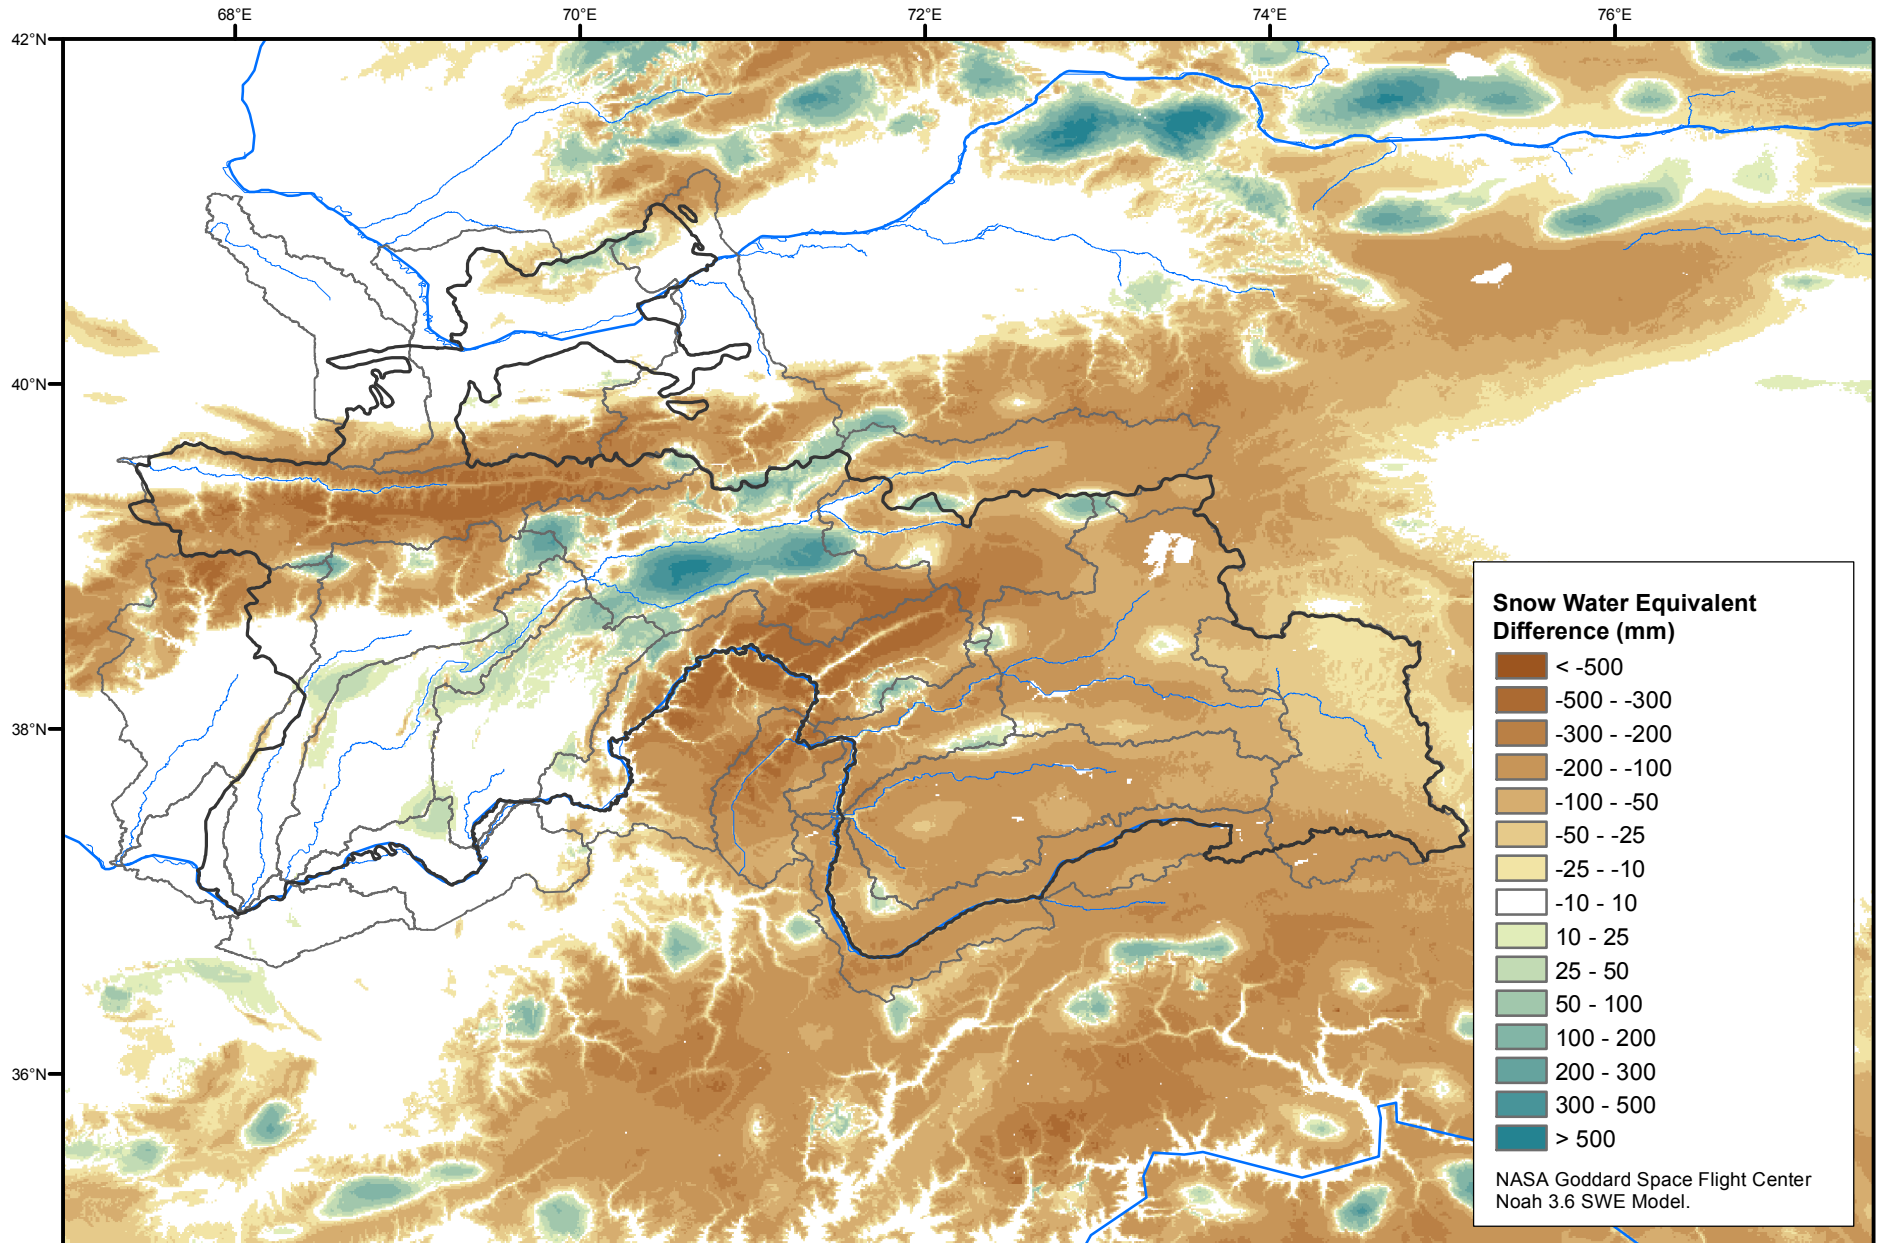 68°E
70°E
72°E
74°E
76°E
42°N
40°N
38°N
36°N
Snow Water Equivalent
Difference (mm)
< -500
-500 - -300
-300 - -200
-200 - -100
-100 - -50
-50 - -25
-25 - -10
-10 - 10
10 - 25
25 - 50
50 - 100
100 - 200
200 - 300
300 - 500
> 500
NASA Goddard Space Flight Center
Noah 3.6 SWE Model.